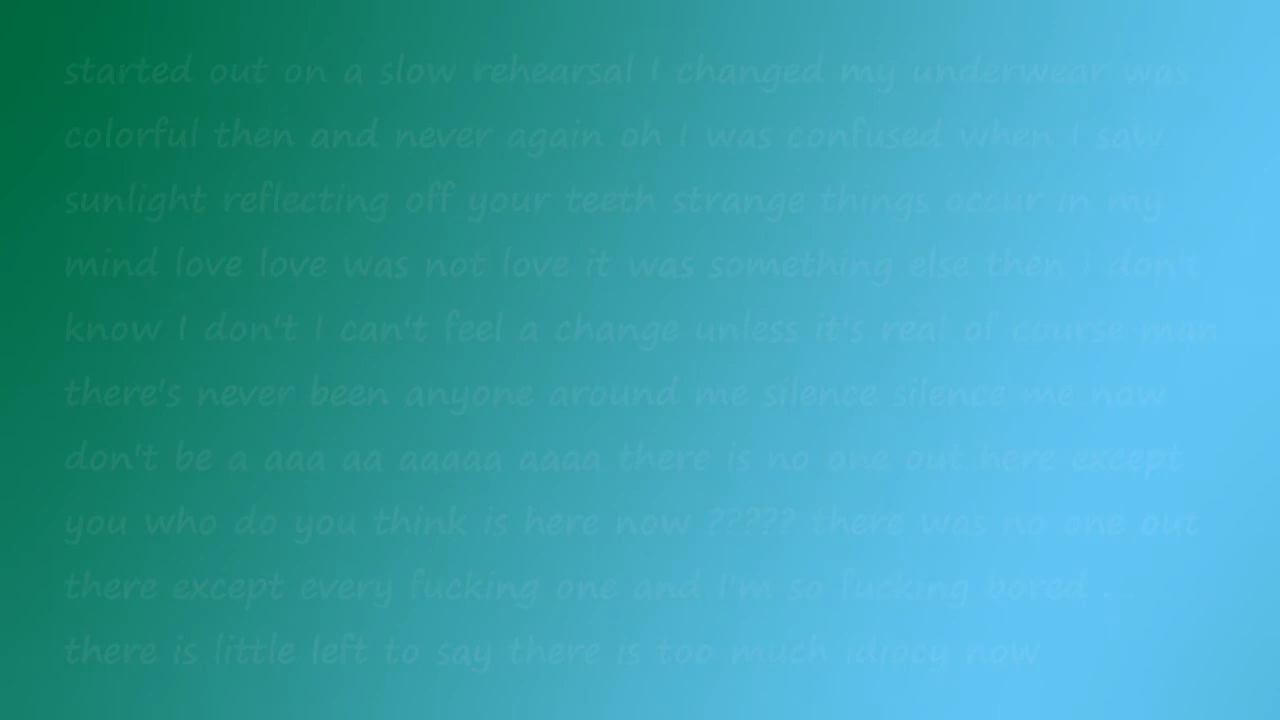 started out on a slow rehearsal I changed my underwear was
colorful then and never again oh I was confused when I saw
sunlight reflecting off your teeth strange things occur in my
mind love love was not love it was something else then I don't
know I don't I can't feel a change unless it's real of course man
there's never been anyone around me silence silence me now
don't be a aaa aa aaaaa aaaa there is no one out here except
you who do you think is here now ????? there was no one out
there except every fucking one and I'm so fucking bored ...
there is little left to say there is too much idiocy now